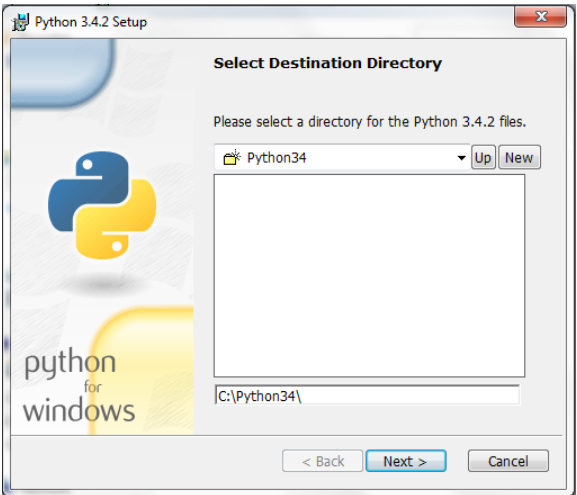 Python 3.4.2 Setup
Select Destination Directory
Please select a directory for the Python 3.4.2 files.
Python34
Up New
C:\Python34\
python
for
windows
< Back Next > Cancel